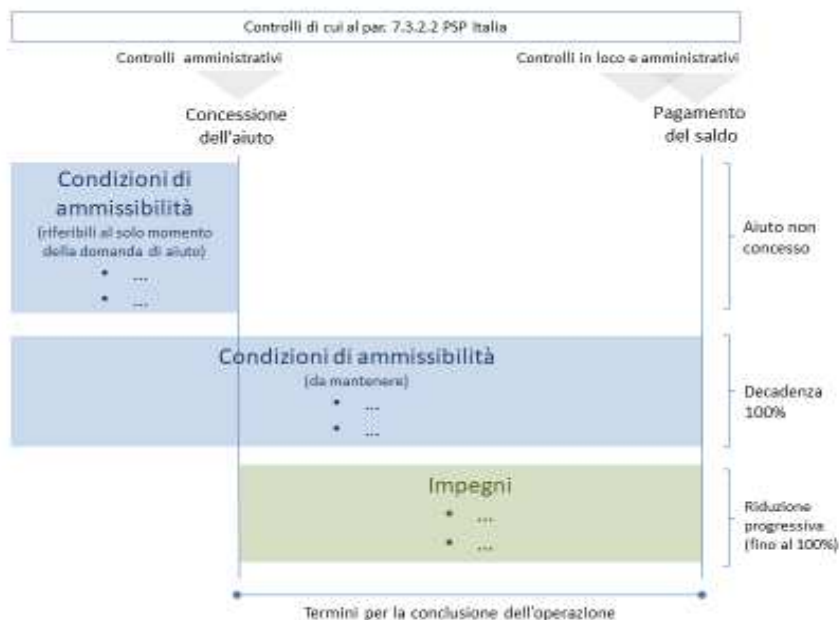 Controlli di cui al par. 7.3.2.2 PSP Italia
Controlli amministrativi
Controlli in loco e amministrativi
Concessione
dell'aiuto
Pagamento
del saldo
Condizioni di
ammissibilità
(riferibili al solo momento
della domanda di aiuto)
• ...
• ...
Aiuto non
concesso
Condizioni di ammissibilità
(da mantenere)
• ...
• ...
Decadenza
100%
Impegni
• ...
• ...
Riduzione
progressiva
(fino al 100%)
Termini per la conclusione dell'operazione